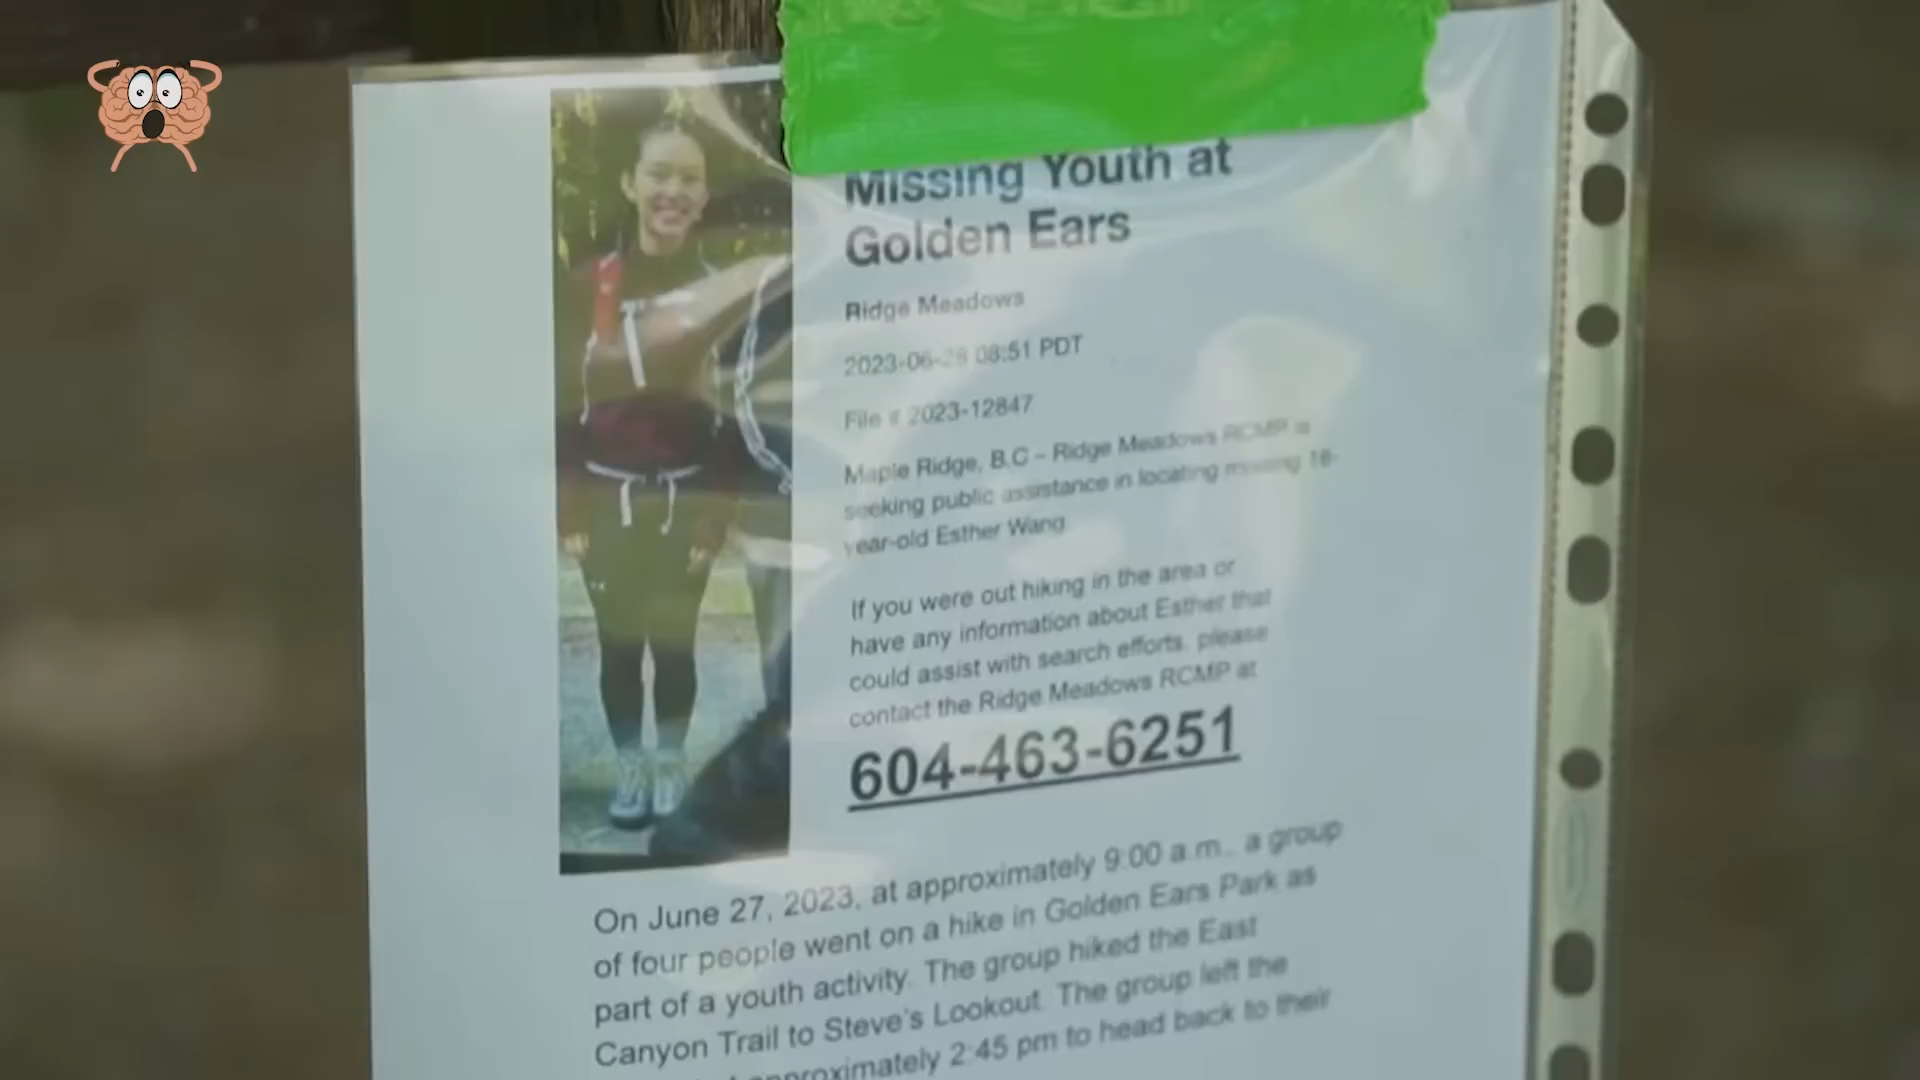 Missing Youth at
Golden Ears
Ridge Meadows
2023-06-28 08:51 PDT
File # 2023-12847
Maple Ridge, B.C – Ridge Meadows RCMP is
seeking public assistance in locating missing 16-
year-old Esther Wang
If you were out hiking in the area or
have any information about Esther that
could assist with search efforts, please
contact the Ridge Meadows RCMP at
604-463-6251
On June 27, 2023, at approximately 9:00 a.m., a group
of four people went on a hike in Golden Ears Park as
part of a youth activity. The group hiked the East
Canyon Trail to Steve's Lookout. The group left the
approximately 2:45 pm to head back to their